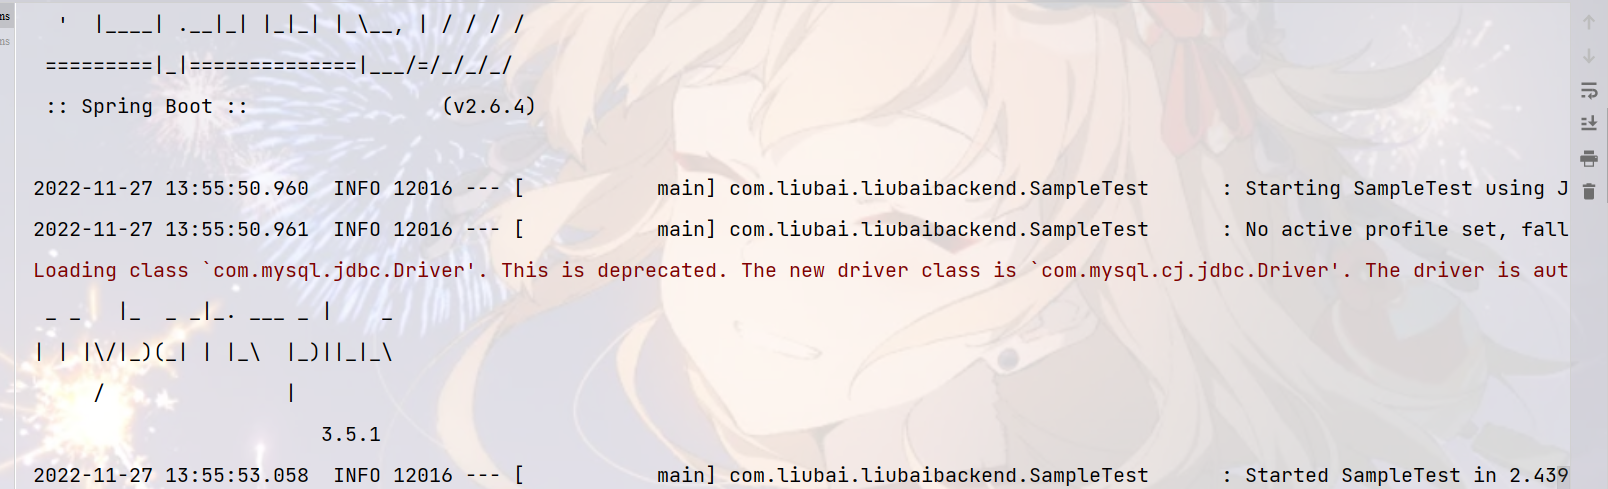 ms
ms
  '  |____| .__|_| |_|_| |_\__, | / / / /
 =========|_|==============|___/=/_/_/_/
 :: Spring Boot ::                (v2.6.4)
2022-11-27 13:55:50.960  INFO 12016 --- [           main] com.liubai.liubaibackend.SampleTest      : Starting SampleTest using J
2022-11-27 13:55:50.961  INFO 12016 --- [           main] com.liubai.liubaibackend.SampleTest      : No active profile set, fall
Loading class `com.mysql.jdbc.Driver'. This is deprecated. The new driver class is `com.mysql.cj.jdbc.Driver'. The driver is aut
 _ _   |_  _ _|_. ___ _ |    _
| | |\/|_)(_| | |_\  |_)||_|_\
     /               |
                        3.5.1
2022-11-27 13:55:53.058  INFO 12016 --- [           main] com.liubai.liubaibackend.SampleTest      : Started SampleTest in 2.439